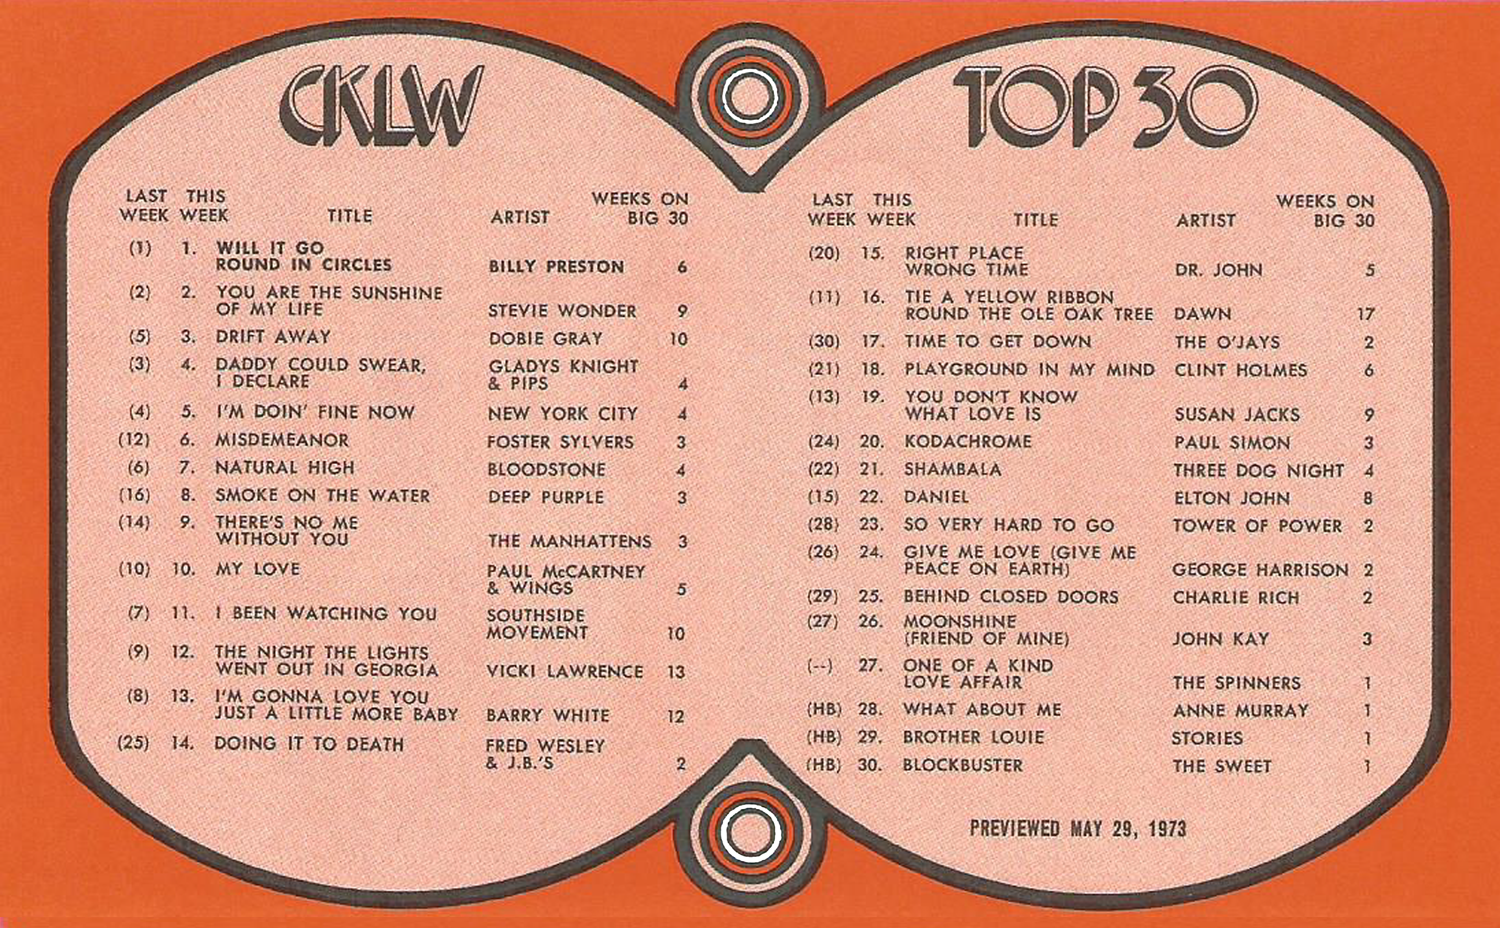 CKLW
LAST THIS
WEEKS ON
WEEK WEEK TITLE ARTIST BIG 30
(1) 1. WILL IT GO
ROUND IN CIRCLES BILLY PRESTON 6
(2) 2. YOU ARE THE SUNSHINE
OF MY LIFE STEVIE WONDER 9
(5) 3. DRIFT AWAY DOBIE GRAY 10
(3) 4. DADDY COULD SWEAR, GLADYS KNIGHT
I DECLARE & PIPS 4
(4) 5. I'M DOIN' FINE NOW NEW YORK CITY 4
(12) 6. MISDEMEANOR FOSTER SYLVERS 3
(6) 7. NATURAL HIGH BLOODSTONE 4
(16) 8. SMOKE ON THE WATER DEEP PURPLE 3
(14) 9. THERE'S NO ME
WITHOUT YOU THE MANHATTENS 3
(10) 10. MY LOVE PAUL McCARTNEY
& WINGS 5
(7) 11. I BEEN WATCHING YOU SOUTHSIDE
MOVEMENT 10
(9) 12. THE NIGHT THE LIGHTS
WENT OUT IN GEORGIA VICKI LAWRENCE 13
(8) 13. I'M GONNA LOVE YOU
JUST A LITTLE MORE BABY BARRY WHITE 12
(25) 14. DOING IT TO DEATH FRED WESLEY
& J.B.'S 2
TOP 30
LAST THIS
WEEKS ON
WEEK WEEK TITLE ARTIST BIG 30
(20) 15. RIGHT PLACE
WRONG TIME DR. JOHN 5
(11) 16. TIE A YELLOW RIBBON
ROUND THE OLE OAK TREE DAWN 17
(30) 17. TIME TO GET DOWN THE O'JAYS 2
(21) 18. PLAYGROUND IN MY MIND CLINT HOLMES 6
(13) 19. YOU DON'T KNOW
WHAT LOVE IS SUSAN JACKS 9
(24) 20. KODACHROME PAUL SIMON 3
(22) 21. SHAMBALA THREE DOG NIGHT 4
(15) 22. DANIEL ELTON JOHN 8
(28) 23. SO VERY HARD TO GO TOWER OF POWER 2
(26) 24. GIVE ME LOVE (GIVE ME
PEACE ON EARTH) GEORGE HARRISON 2
(29) 25. BEHIND CLOSED DOORS CHARLIE RICH 2
(27) 26. MOONSHINE
(FRIEND OF MINE) JOHN KAY 3
(--) 27. ONE OF A KIND
LOVE AFFAIR THE SPINNERS 1
(HB) 28. WHAT ABOUT ME ANNE MURRAY 1
(HB) 29. BROTHER LOUIE STORIES 1
(HB) 30. BLOCKBUSTER THE SWEET 1
PREVIEWED MAY 29, 1973